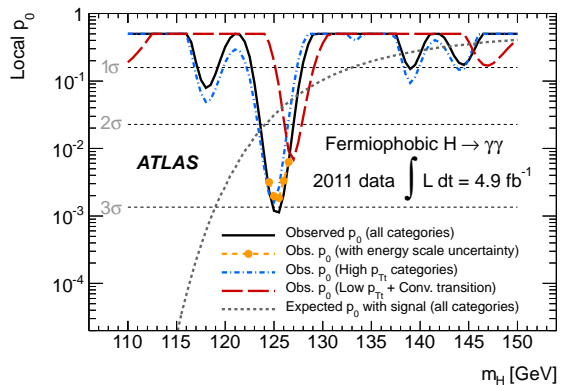 Local p0
1
10^-1
10^-2
10^-3
10^-4
1σ
2σ
3σ
ATLAS
Fermiophobic H → γγ
2011 data ∫ L dt = 4.9 fb^-1
Observed p0 (all categories)
Obs. p0 (with energy scale uncertainty)
Obs. p0 (High pTt categories)
Obs. p0 (Low pTt + Conv. transition)
Expected p0 with signal (all categories)
110 115 120 125 130 135 140 145 150
mH [GeV]